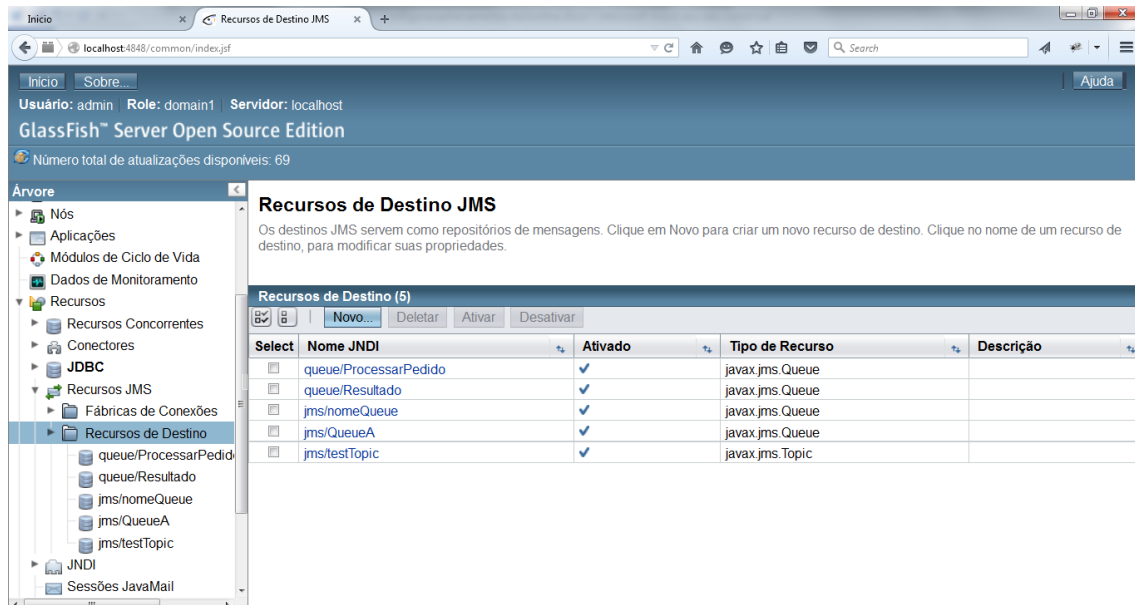 Inicio
Recursos de Destino JMS
localhost:4848/common/index.jsf
Search
Início Sobre... Ajuda
Usuário: admin Role: domain1 Servidor: localhost
GlassFish™ Server Open Source Edition
Número total de atualizações disponíveis: 69
Árvore
Nós
Aplicações
Módulos de Ciclo de Vida
Dados de Monitoramento
Recursos
Recursos Concorrentes
Conectores
JDBC
Recursos JMS
Fábricas de Conexões
Recursos de Destino
queue/ProcessarPedid
queue/Resultado
jms/nomeQueue
jms/QueueA
jms/testTopic
JNDI
Sessões JavaMail
Recursos de Destino JMS
Os destinos JMS servem como repositórios de mensagens. Clique em Novo para criar um novo recurso de destino. Clique no nome de um recurso de
destino, para modificar suas propriedades.
Recursos de Destino (5)
Novo... Deletar Ativar Desativar
Select Nome JNDI Ativado Tipo de Recurso Descrição
queue/ProcessarPedido javax.jms.Queue
queue/Resultado javax.jms.Queue
jms/nomeQueue javax.jms.Queue
jms/QueueA javax.jms.Queue
jms/testTopic javax.jms.Topic